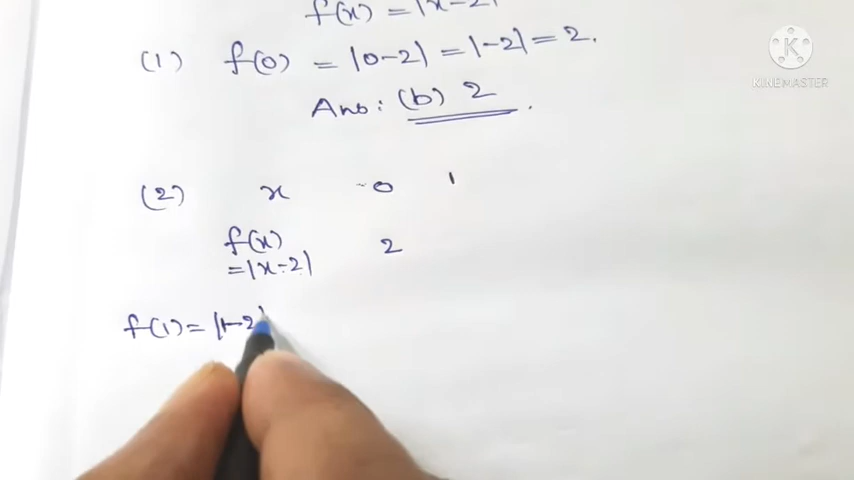 f(x) = |x-2|
(1) f(0) = |0-2| = |-2| = 2.
Ans: (b) 2.
(2) x 0 1
f(x) 2
=|x-2|
f(1) = |1-2|
K
KINEMASTER